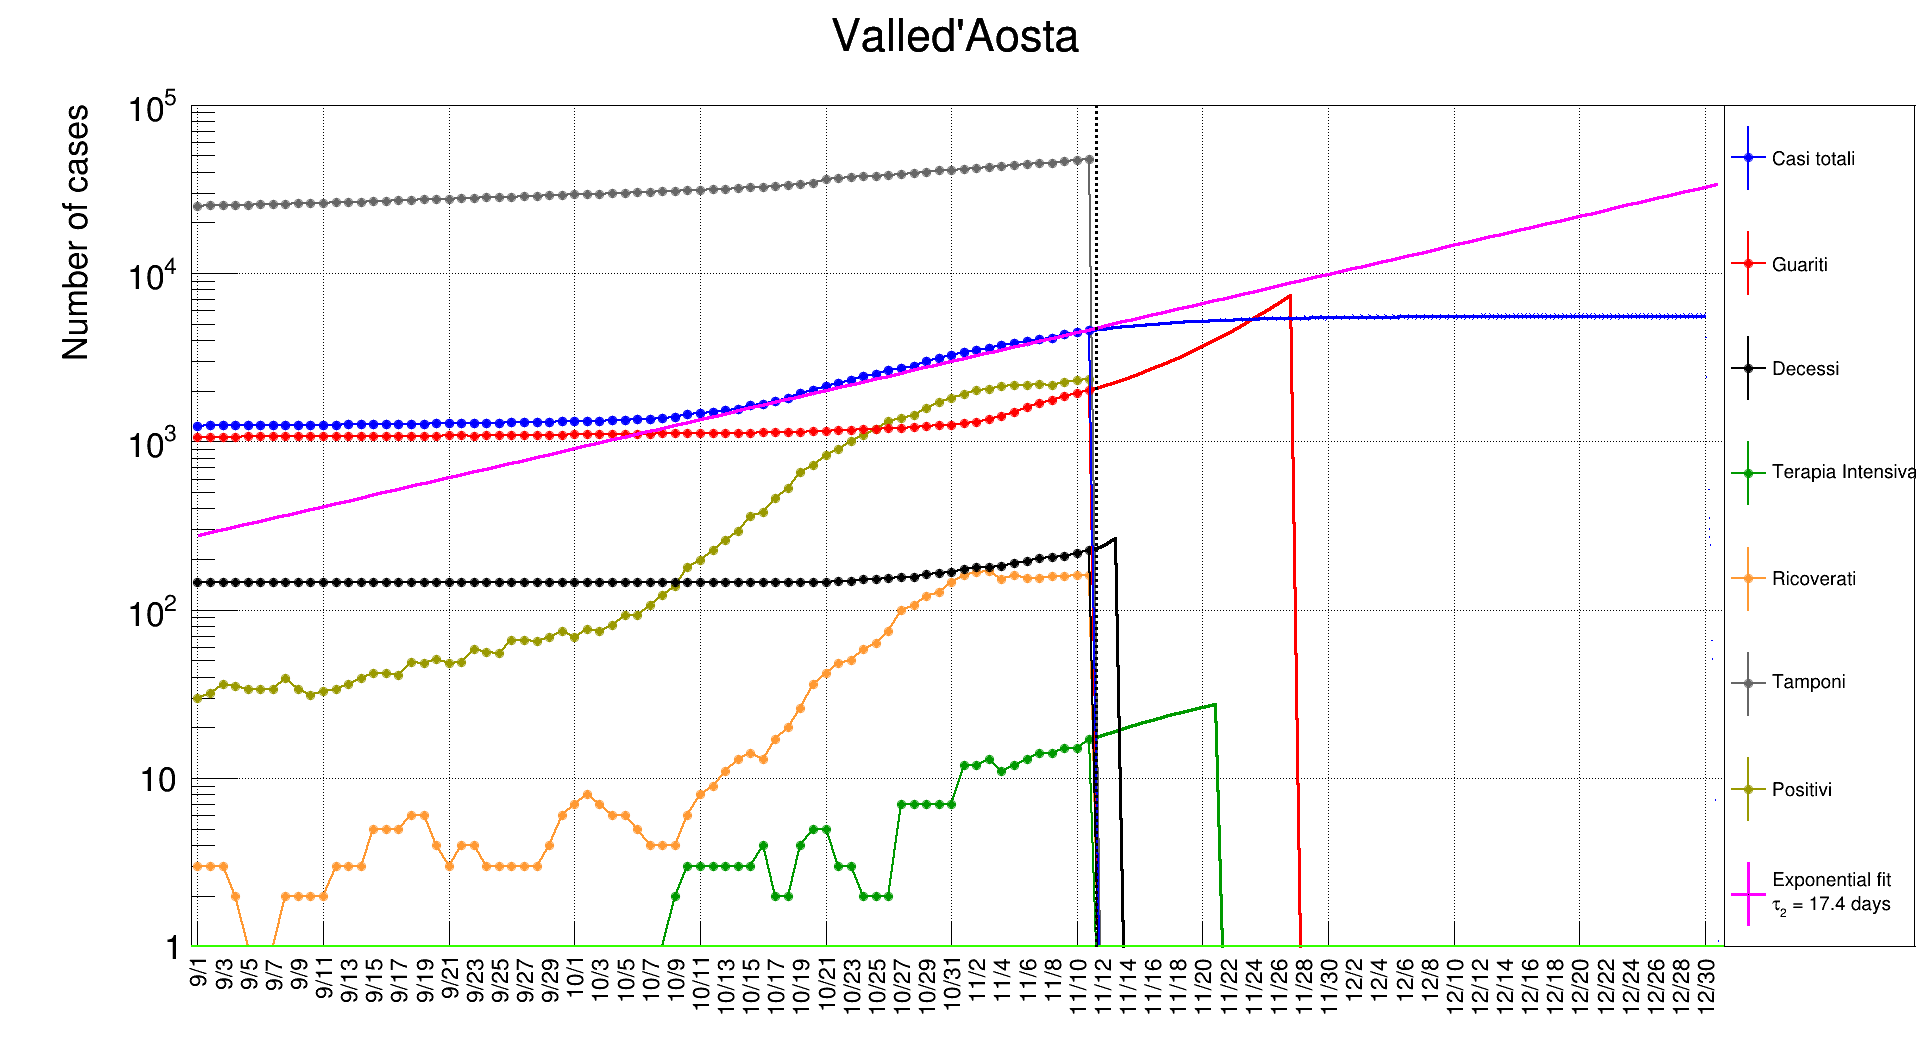 Valled'Aosta
Number of cases
10^5
10^4
10^3
10^2
10
1
9/1 9/3 9/5 9/7 9/9 9/11 9/13 9/15 9/17 9/19 9/21 9/23 9/25 9/27 9/29 10/1 10/3 10/5 10/7 10/9 10/11 10/13 10/15 10/17 10/19 10/21 10/23 10/25 10/27 10/29 10/31 11/2 11/4 11/6 11/8 11/10 11/12 11/14 11/16 11/18 11/20 11/22 11/24 11/26 11/28 11/30 12/2 12/4 12/6 12/8 12/10 12/12 12/14 12/16 12/18 12/20 12/22 12/24 12/26 12/28 12/30
Casi totali
Guariti
Decessi
Terapia Intensiva
Ricoverati
Tamponi
Positivi
Exponential fit
τ₂ = 17.4 days